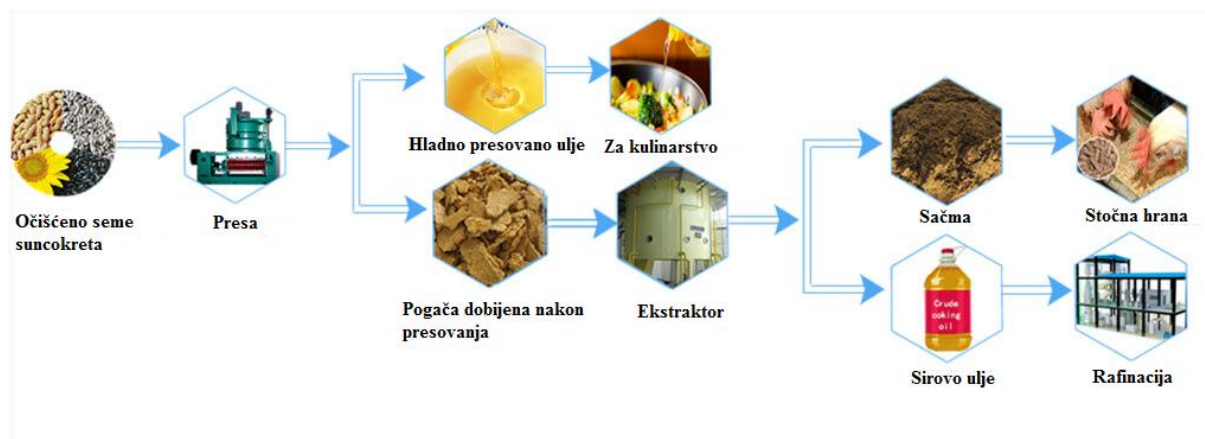 Očišćeno seme
suncokreta
Presa
Hladno presovano ulje
Za kulinarstvo
Pogača dobijena nakon
presovanja
Ekstraktor
Sačma
Stočna hrana
Crude
cooking
oil
Sirovo ulje
Rafinacija